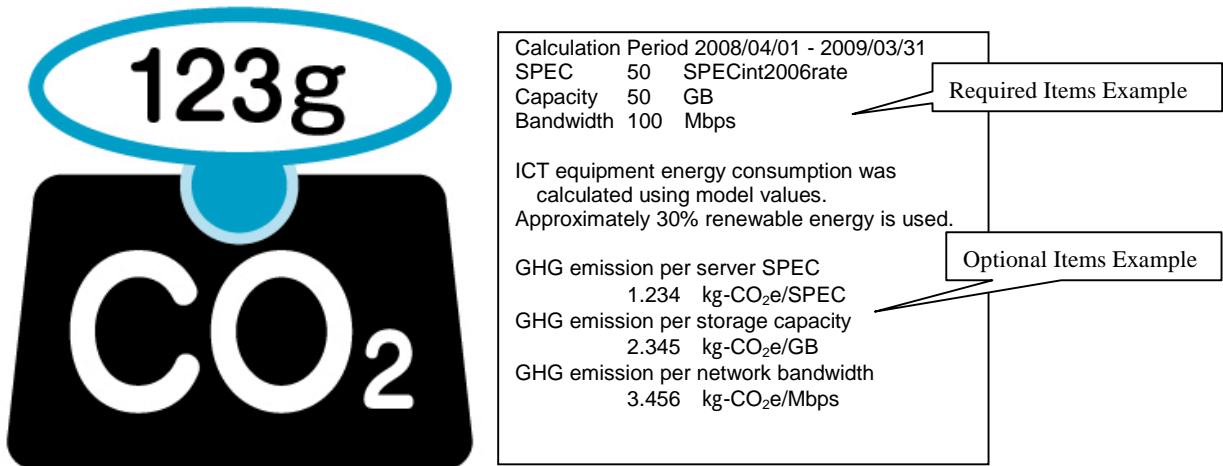 123g
CO₂
Calculation Period 2008/04/01 - 2009/03/31
SPEC 50 SPECint2006rate
Capacity 50 GB
Bandwidth 100 Mbps
Required Items Example
ICT equipment energy consumption was
calculated using model values.
Approximately 30% renewable energy is used.
Optional Items Example
GHG emission per server SPEC
1.234 kg-CO₂e/SPEC
GHG emission per storage capacity
2.345 kg-CO₂e/GB
GHG emission per network bandwidth
3.456 kg-CO₂e/Mbps